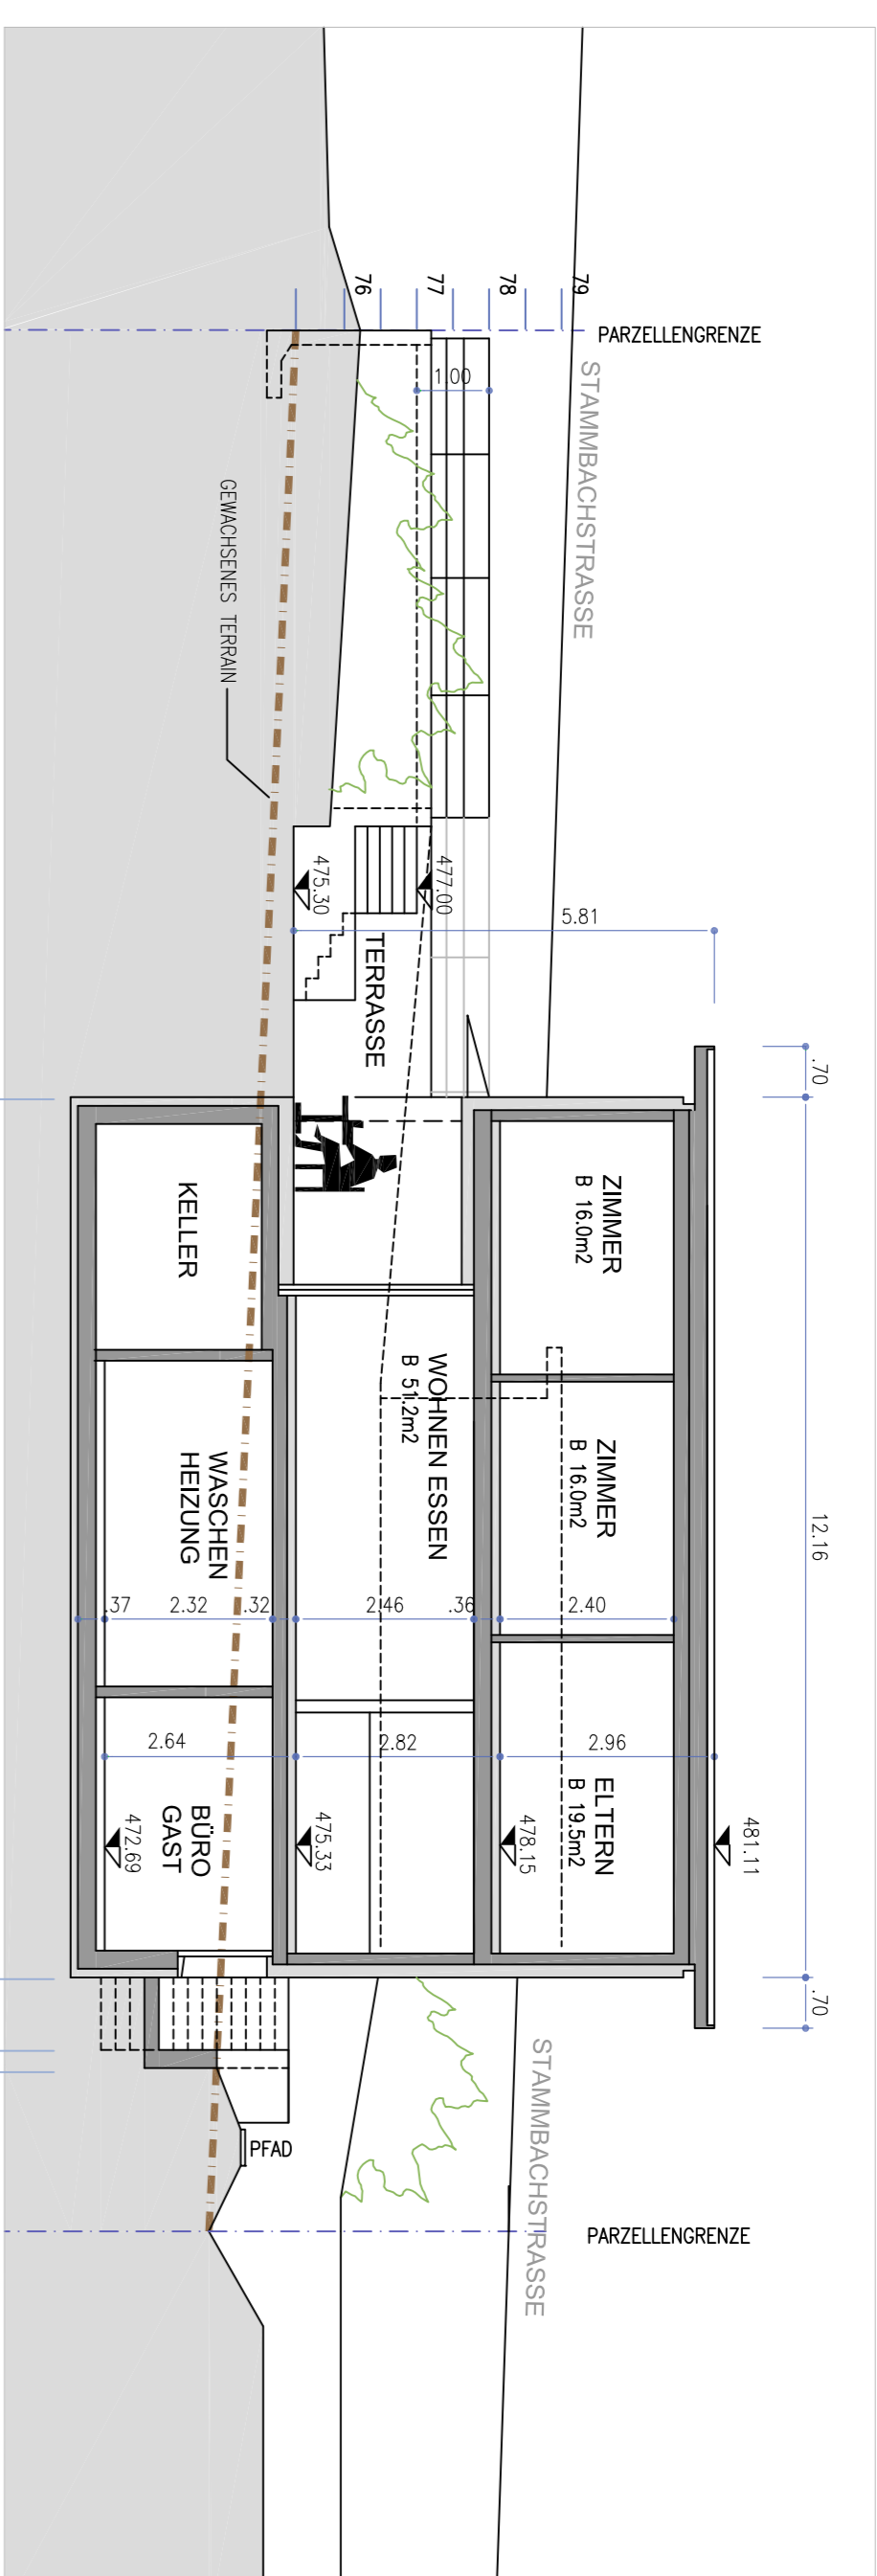 79
78
77
76
PARZELLENGRENZE
STAMMBACHSTRASSE
1.00
GEWACHSENES TERRAIN
475.30
477.00
5.81
TERRASSE
.70
12.16
.70
ZIMMER
B 16.0m2
ZIMMER
B 16.0m2
ELTERN
B 19.5m2
KELLER
WASCHEN
HEIZUNG
BÜRO
GAST
WOHNEN ESSEN
B 51.2m2
.37
2.32
.32
2.46
.36
2.40
2.64
2.82
2.96
472.69
475.33
478.15
481.11
PFAD
STAMMBACHSTRASSE
PARZELLENGRENZE